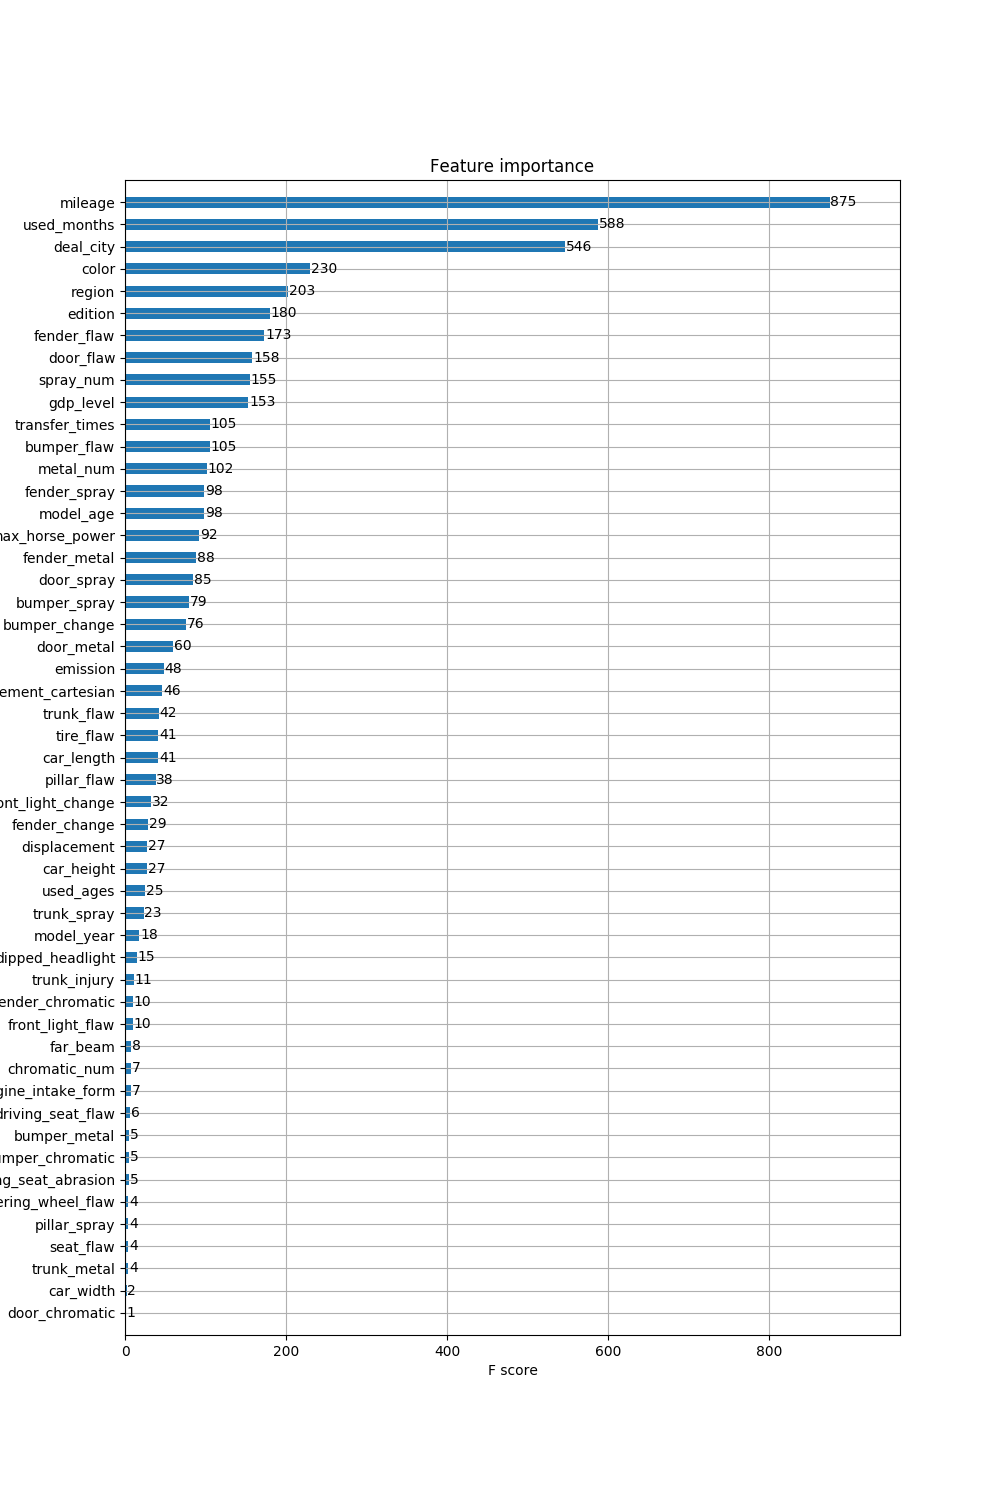 Feature importance
mileage 875
used_months 588
deal_city 546
color 230
region 203
edition 180
fender_flaw 173
door_flaw 158
spray_num 155
gdp_level 153
transfer_times 105
bumper_flaw 105
metal_num 102
fender_spray 98
model_age 98
ax_horse_power 92
fender_metal 88
door_spray 85
bumper_spray 79
bumper_change 76
door_metal 60
emission 48
ement_cartesian 46
trunk_flaw 42
tire_flaw 41
car_length 41
pillar_flaw 38
ont_light_change 32
fender_change 29
displacement 27
car_height 27
used_ages 25
trunk_spray 23
model_year 18
dipped_headlight 15
trunk_injury 11
ender_chromatic 10
front_light_flaw 10
far_beam 8
chromatic_num 7
gine_intake_form 7
driving_seat_flaw 6
bumper_metal 5
mper_chromatic 5
g_seat_abrasion 5
ering_wheel_flaw 4
pillar_spray 4
seat_flaw 4
trunk_metal 4
car_width 2
door_chromatic 1
0 200 400 600 800
F score